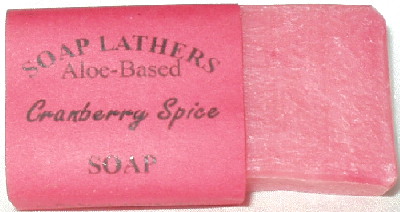 SOAP LATHERS
Aloe-Based
Cranberry Spice
SOAP